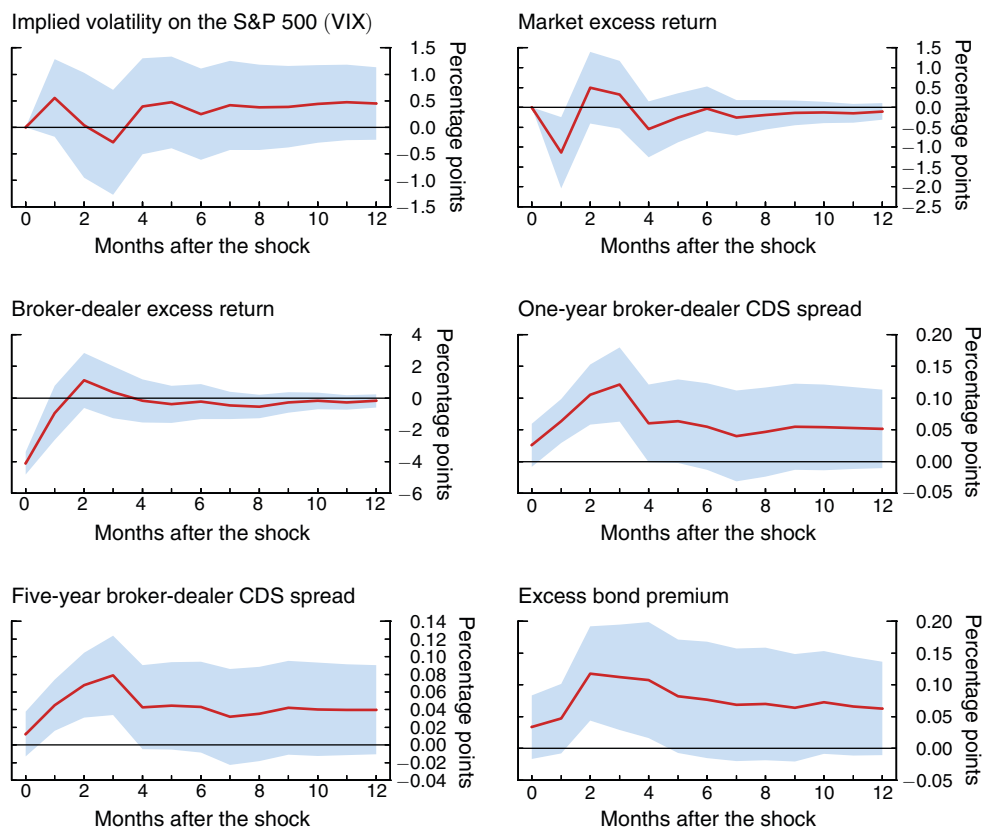 Implied volatility on the S&P 500 (VIX)
1.5
1.0
0.5
0.0
−0.5
−1.0
−1.5
Percentage points
0 2 4 6 8 10 12
Months after the shock
Market excess return
1.5
1.0
0.5
0.0
−0.5
−1.0
−1.5
−2.0
−2.5
Percentage points
0 2 4 6 8 10 12
Months after the shock
Broker-dealer excess return
4
2
0
−2
−4
−6
Percentage points
0 2 4 6 8 10 12
Months after the shock
One-year broker-dealer CDS spread
0.20
0.15
0.10
0.05
0.00
−0.05
Percentage points
0 2 4 6 8 10 12
Months after the shock
Five-year broker-dealer CDS spread
0.14
0.12
0.10
0.08
0.06
0.04
0.02
0.00
−0.02
−0.04
Percentage points
0 2 4 6 8 10 12
Months after the shock
Excess bond premium
0.20
0.15
0.10
0.05
0.00
−0.05
Percentage points
0 2 4 6 8 10 12
Months after the shock